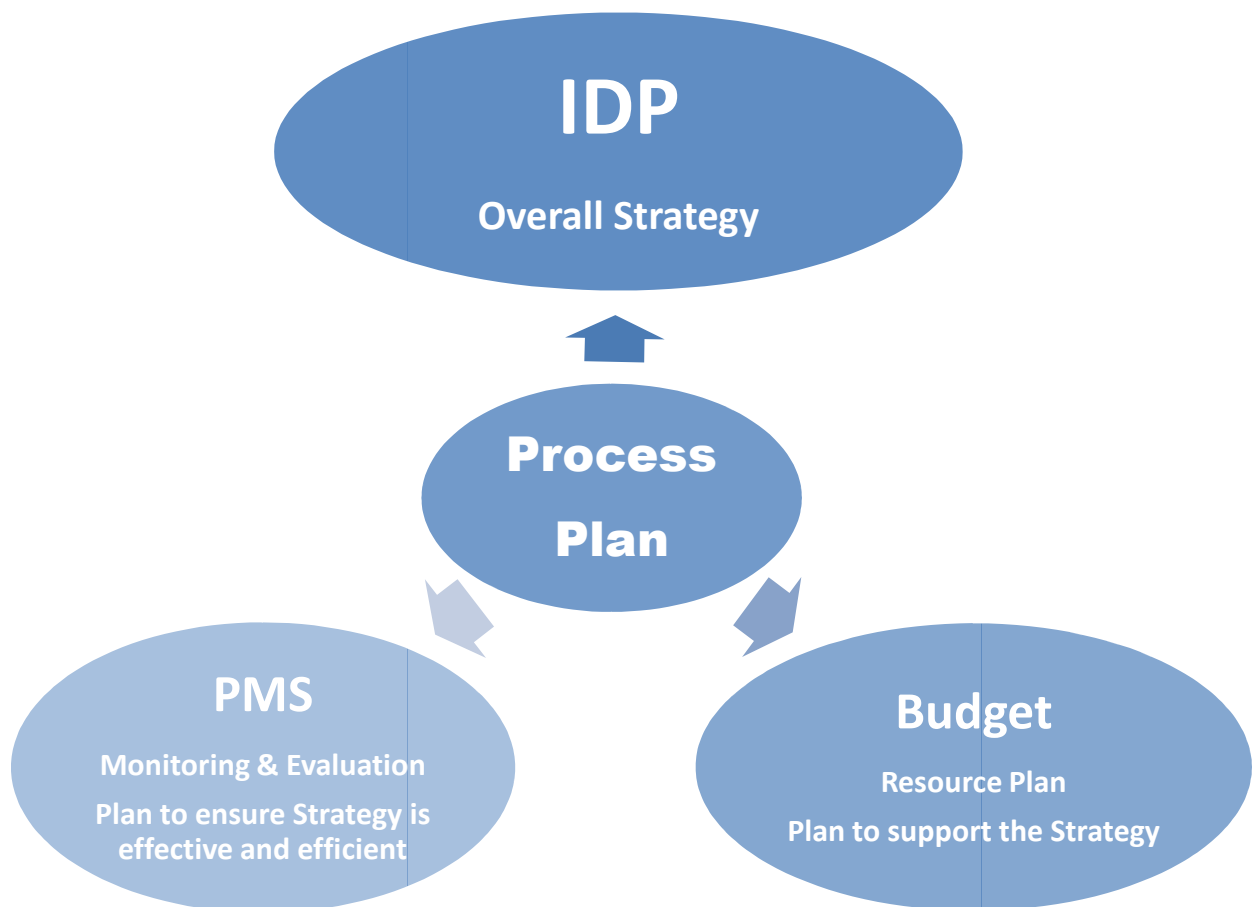 IDP
Overall Strategy
Process
Plan
PMS
Monitoring & Evaluation
Plan to ensure Strategy is
effective and efficient
Budget
Resource Plan
Plan to support the Strategy